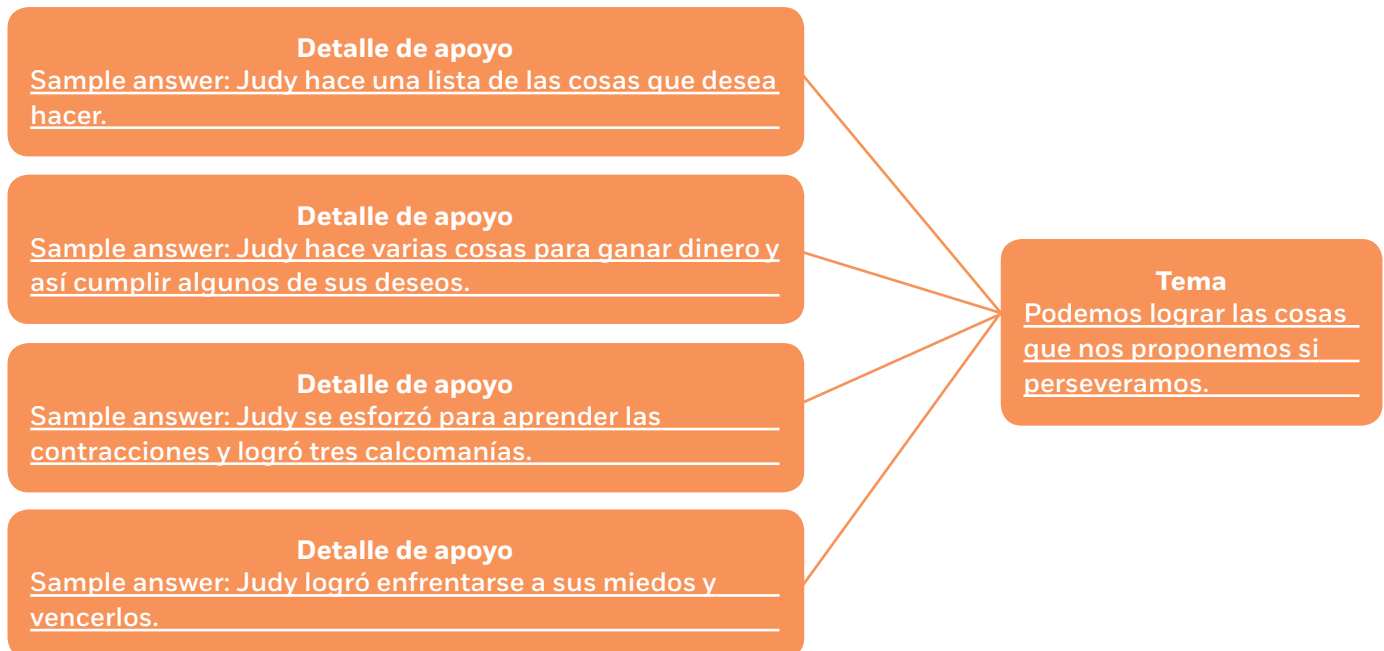 Detalle de apoyo
Sample answer: Judy hace una lista de las cosas que desea
hacer.
Detalle de apoyo
Sample answer: Judy hace varias cosas para ganar dinero y
así cumplir algunos de sus deseos.
Detalle de apoyo
Sample answer: Judy se esforzó para aprender las
contracciones y logró tres calcomanías.
Detalle de apoyo
Sample answer: Judy logró enfrentarse a sus miedos y
vencerlos.
Tema
Podemos lograr las cosas
que nos proponemos si
perseveramos.